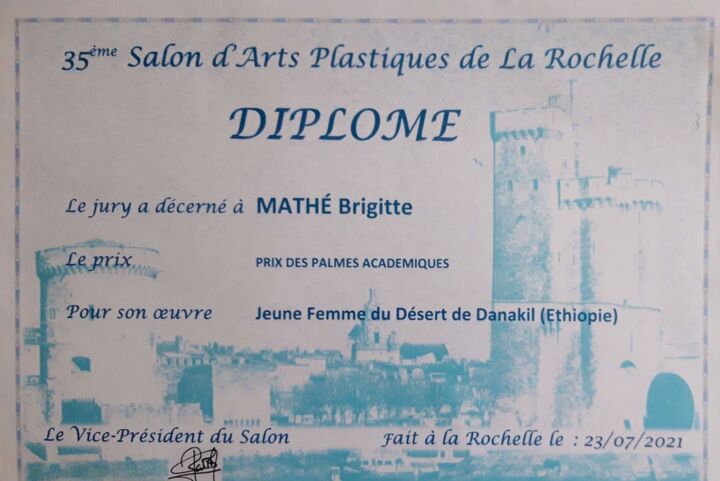 35ème Salon d'Arts Plastiques de La Rochelle
DIPLOME
Le jury a décerné à MATHÉ Brigitte
Le prix PRIX DES PALMES ACADEMIQUES
Pour son œuvre Jeune Femme du Désert de Danakil (Ethiopie)
Le Vice-Président du Salon Fait à la Rochelle le : 23/07/2021